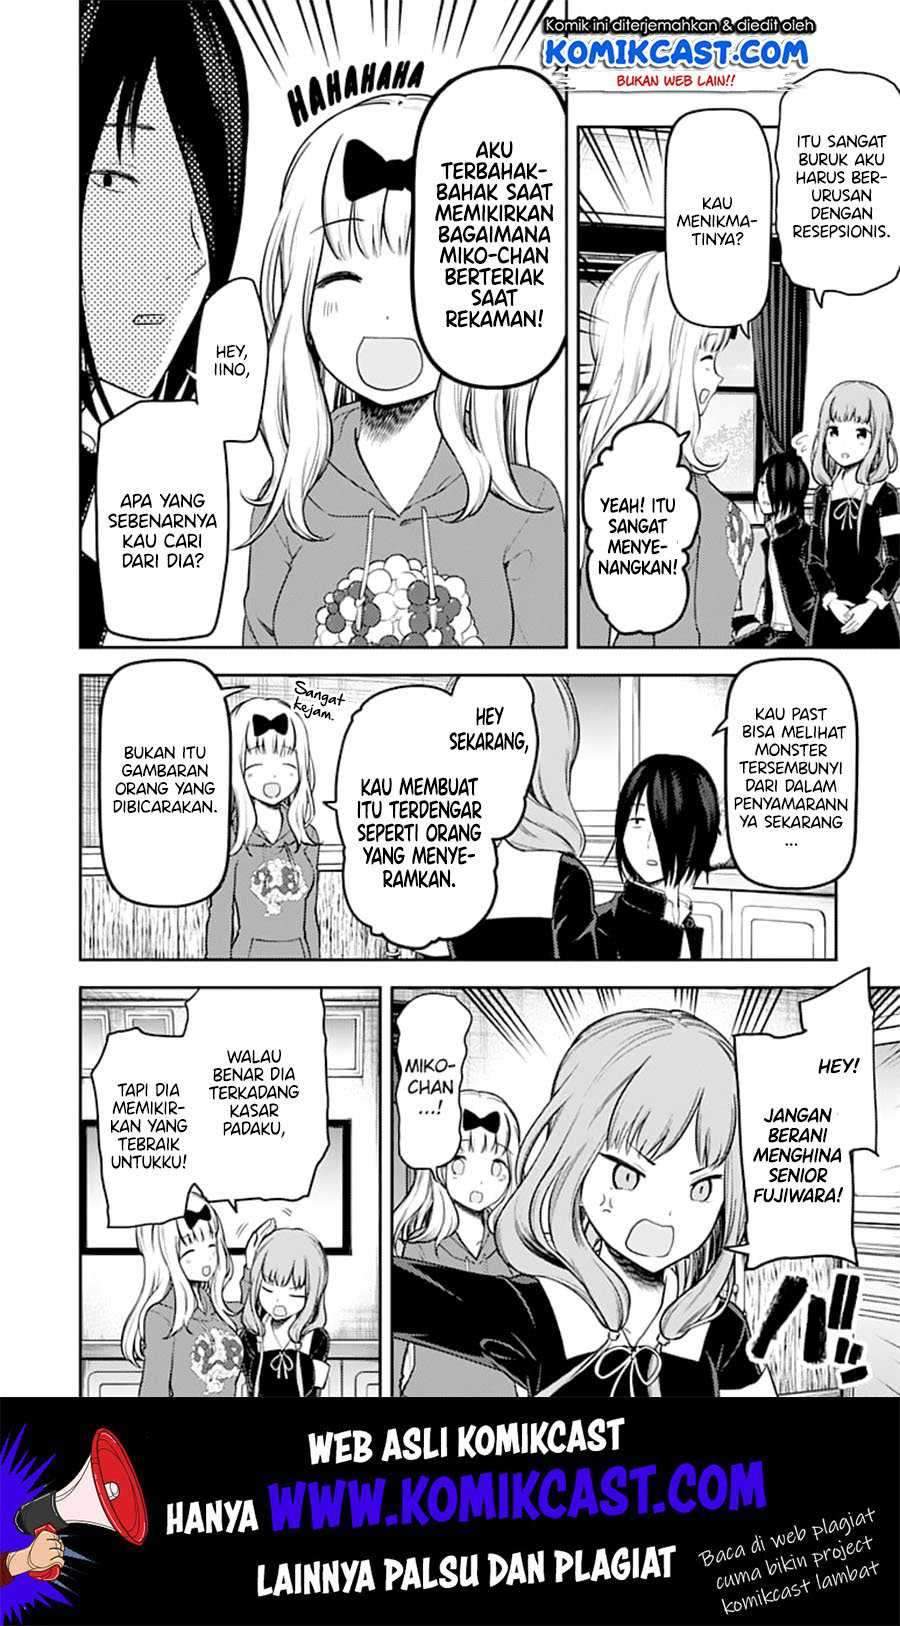 Komik ini diterjemahkan & diedit oleh
KOMIKCAST.COM
BUKAN WEB LAIN!!
ITU SANGAT
BURUK AKU
HARUS BER-
URUSAN
DENGAN
RESEPSIONIS.
KAU
MENIKMA-
TINYA?
YEAH! ITU
SANGAT
MENYE-
NANGKAN!
HAHAHAHA
AKU
TERBAHAK-
BAHAK SAAT
MEMIKIRKAN
BAGAIMANA
MIKO-CHAN
BERTERIAK
SAAT
REKAMAN!
HEY,
IINO,
APA YANG
SEBENARNYA
KAU CARI
DARI DIA?
KAU PAST
BISA MELIHAT
MONSTER
TERSEMBUNYI
DARI DALAM
PENYAMARANN
YA SEKARANG
...
HEY
SEKARANG,
KAU MEMBUAT
ITU TERDENGAR
SEPERTI ORANG
YANG MENYE-
RAMKAN.
Sangat
kejam.
BUKAN ITU
GAMBARAN
ORANG YANG
DIBICARAKAN.
HEY!
JANGAN
BERANI
MENGHINA
SENIOR
FUJIWARA!
バ!!
MIKO-
CHAN
...!
WALAU
BENAR DIA
TERKADANG
KASAR
PADAKU,
TAPI DIA
MEMIKIR-
KAN YANG
TEBRAIK
UNTUKKU!
WEB ASLI KOMIKCAST
HANYA WWW.KOMIKCAST.COM
LAINNYA PALSU DAN PLAGIAT
Baca di web plagiat
cuma bikin project
komikcast lambat